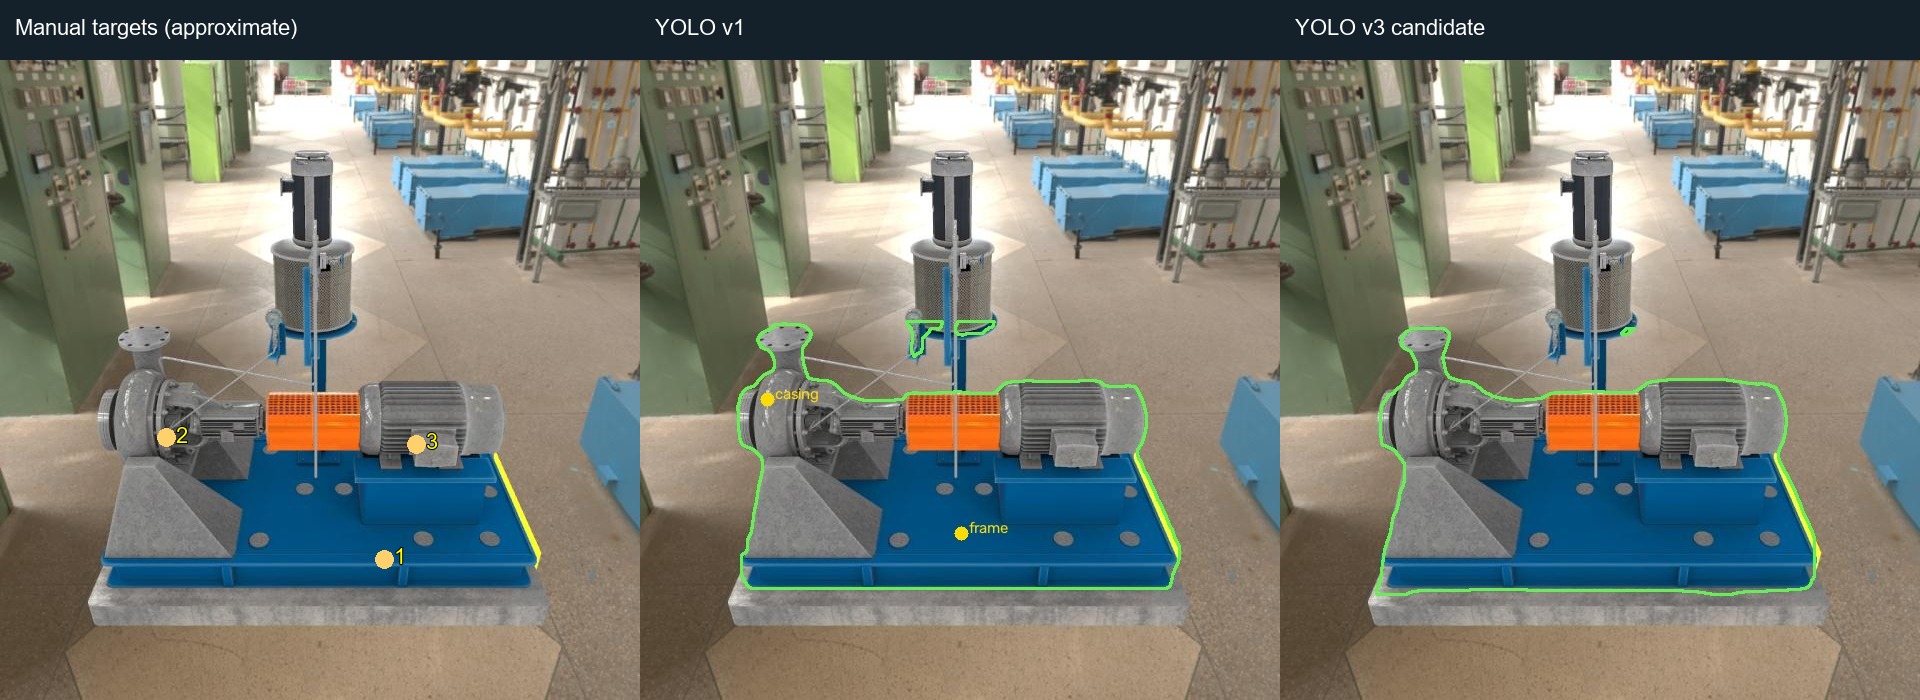 Manual targets (approximate)
YOLO v1
YOLO v3 candidate
casing
2
3
frame
1